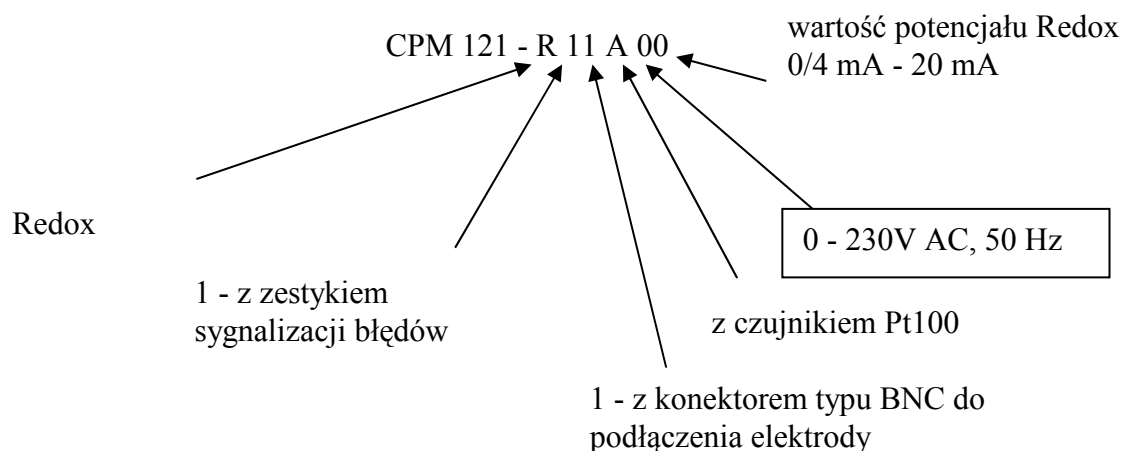 CPM 121 - R 11 A 00
wartość potencjału Redox
0/4 mA - 20 mA
Redox
0 - 230V AC, 50 Hz
1 - z zestykiem
sygnalizacji błędów
z czujnikiem Pt100
1 - z konektorem typu BNC do
podłączenia elektrody